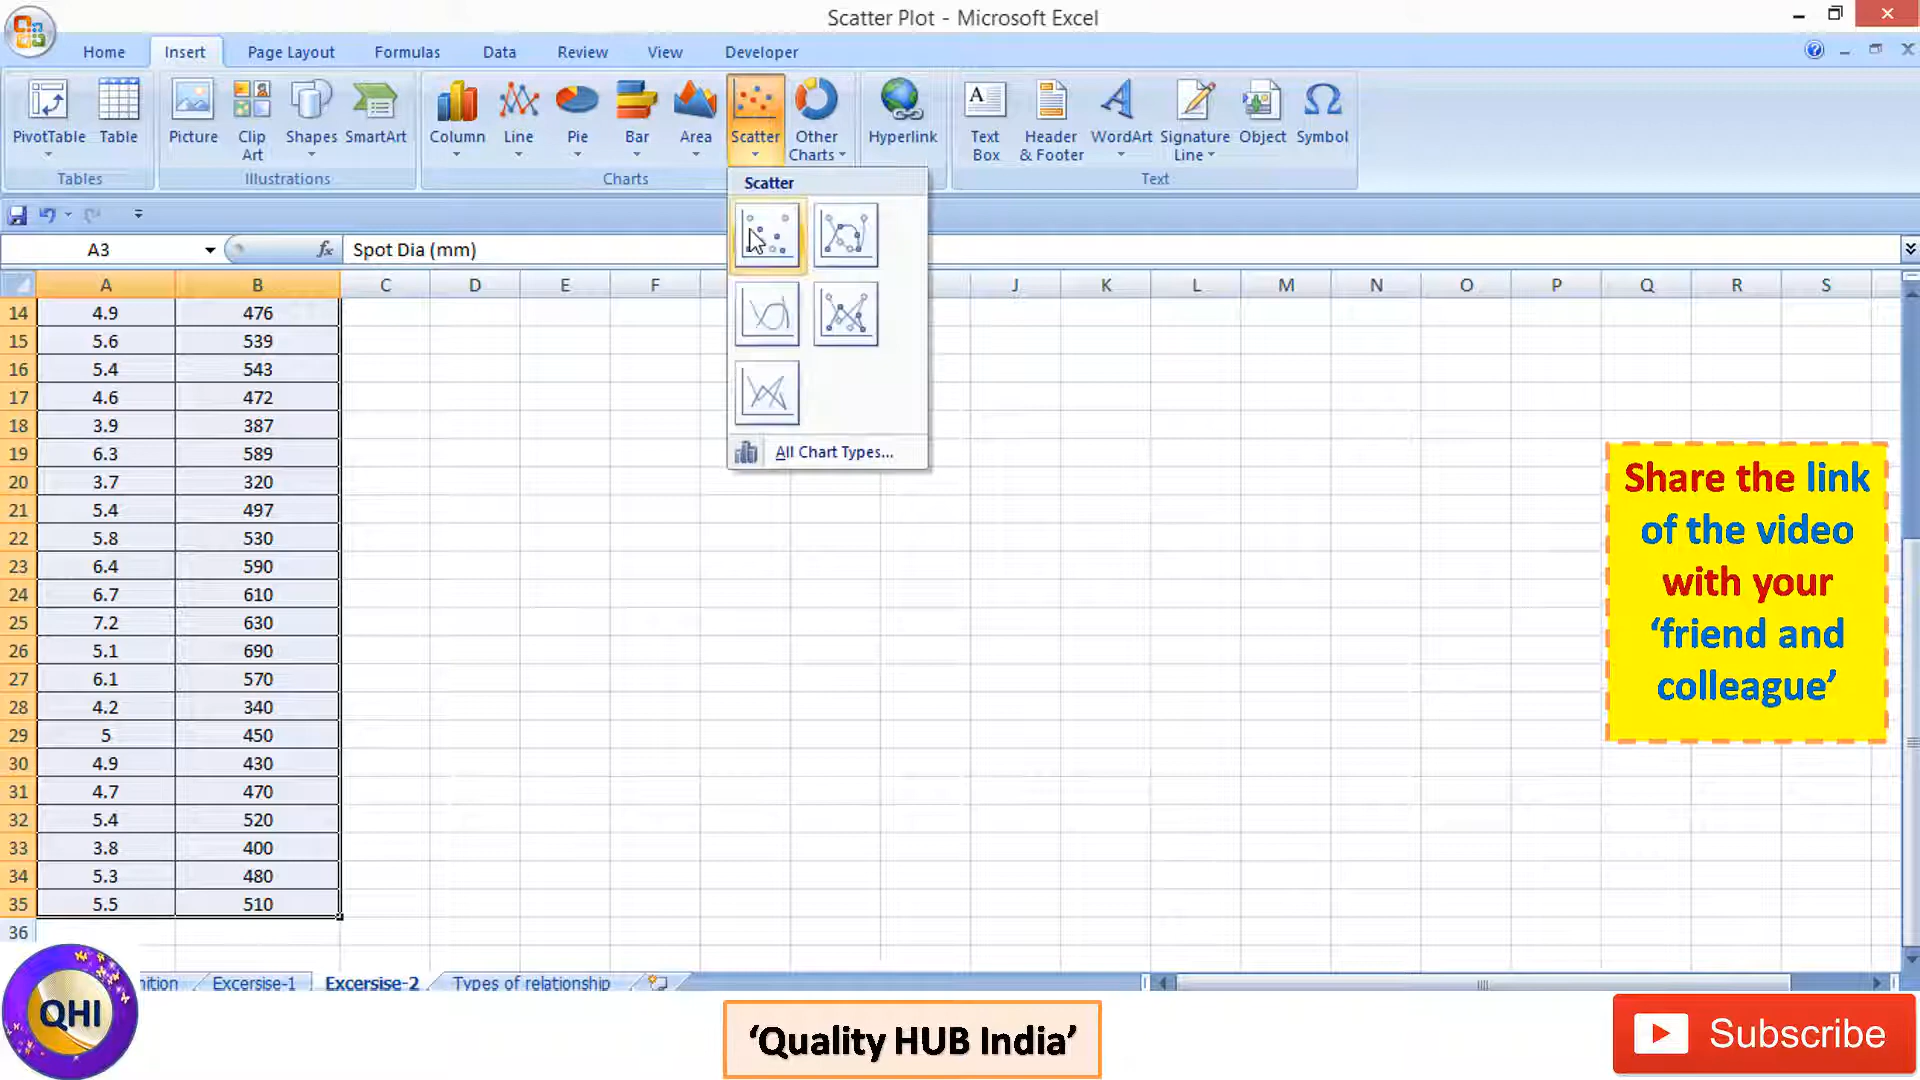 Scatter Plot - Microsoft Excel
Home Insert Page Layout Formulas Data Review View Developer
PivotTable Table Picture Clip Art Shapes SmartArt Column Line Pie Bar Area Scatter Other Charts Hyperlink Text Box Header & Footer WordArt Signature Line Object Symbol
Tables Illustrations Charts Text
Scatter
A3 fx Spot Dia (mm)
A B C D E F J K L M N O P Q R S
14 4.9 476
15 5.6 539
16 5.4 543
17 4.6 472
18 3.9 387
19 6.3 589
All Chart Types...
20 3.7 320
21 5.4 497
22 5.8 530
23 6.4 590
24 6.7 610
25 7.2 630
26 5.1 690
27 6.1 570
28 4.2 340
29 5 450
30 4.9 430
31 4.7 470
32 5.4 520
33 3.8 400
34 5.3 480
35 5.5 510
36
Share the link
of the video
with your
‘friend and
colleague’
nition Excersise-1 Excersise-2 Types of relationship
QHI
‘Quality HUB India’
Subscribe